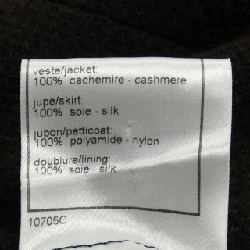 veste/jacket:
100% cachemire - cashmere
jupe/skirt:
100% soie - silk
jupon/petticoat:
100% polyamide - nylon
doublure/lining:
100% soie silk
10705C